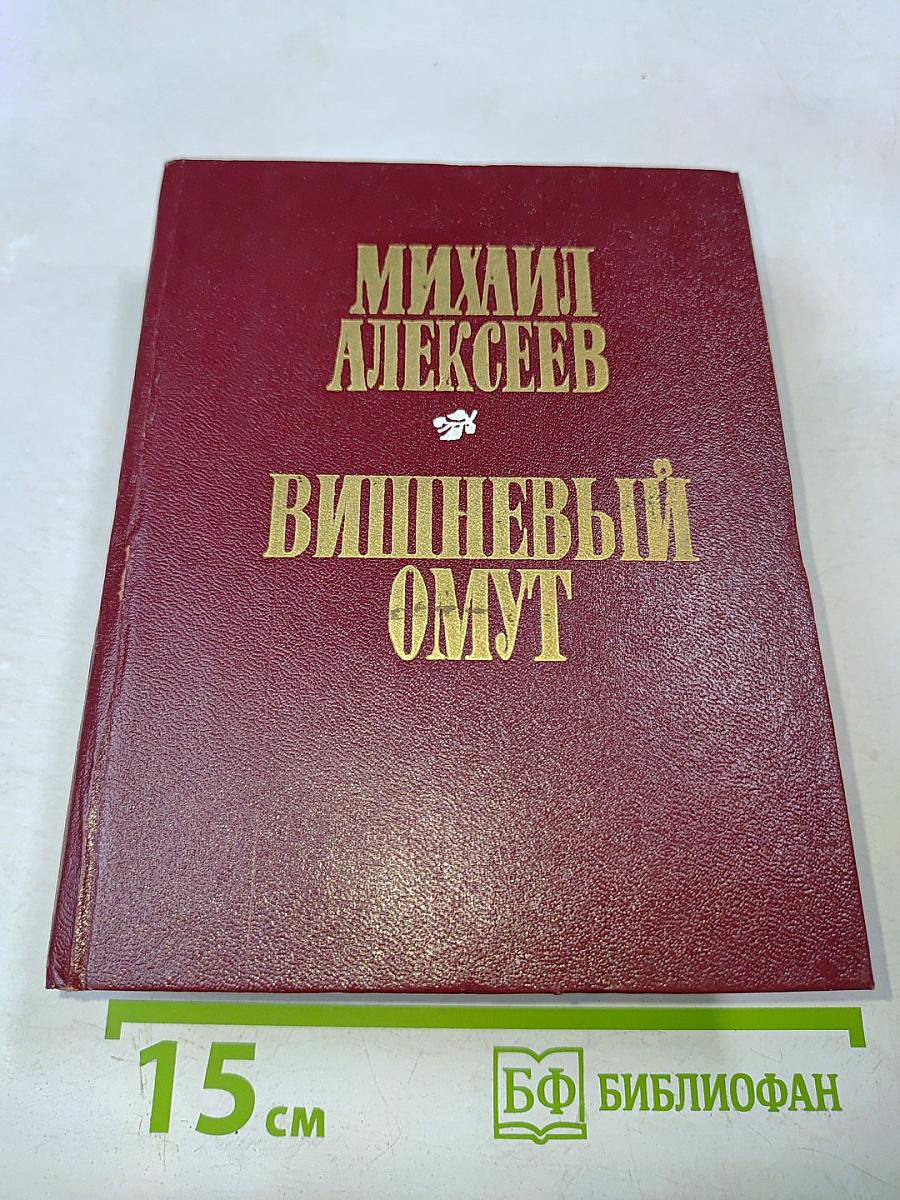 МИХАИЛ
АЛЕКСЕЕВ
ВИШНЕВЫЙ
ОМУТ
15 см
БФ БИБЛИОФАН